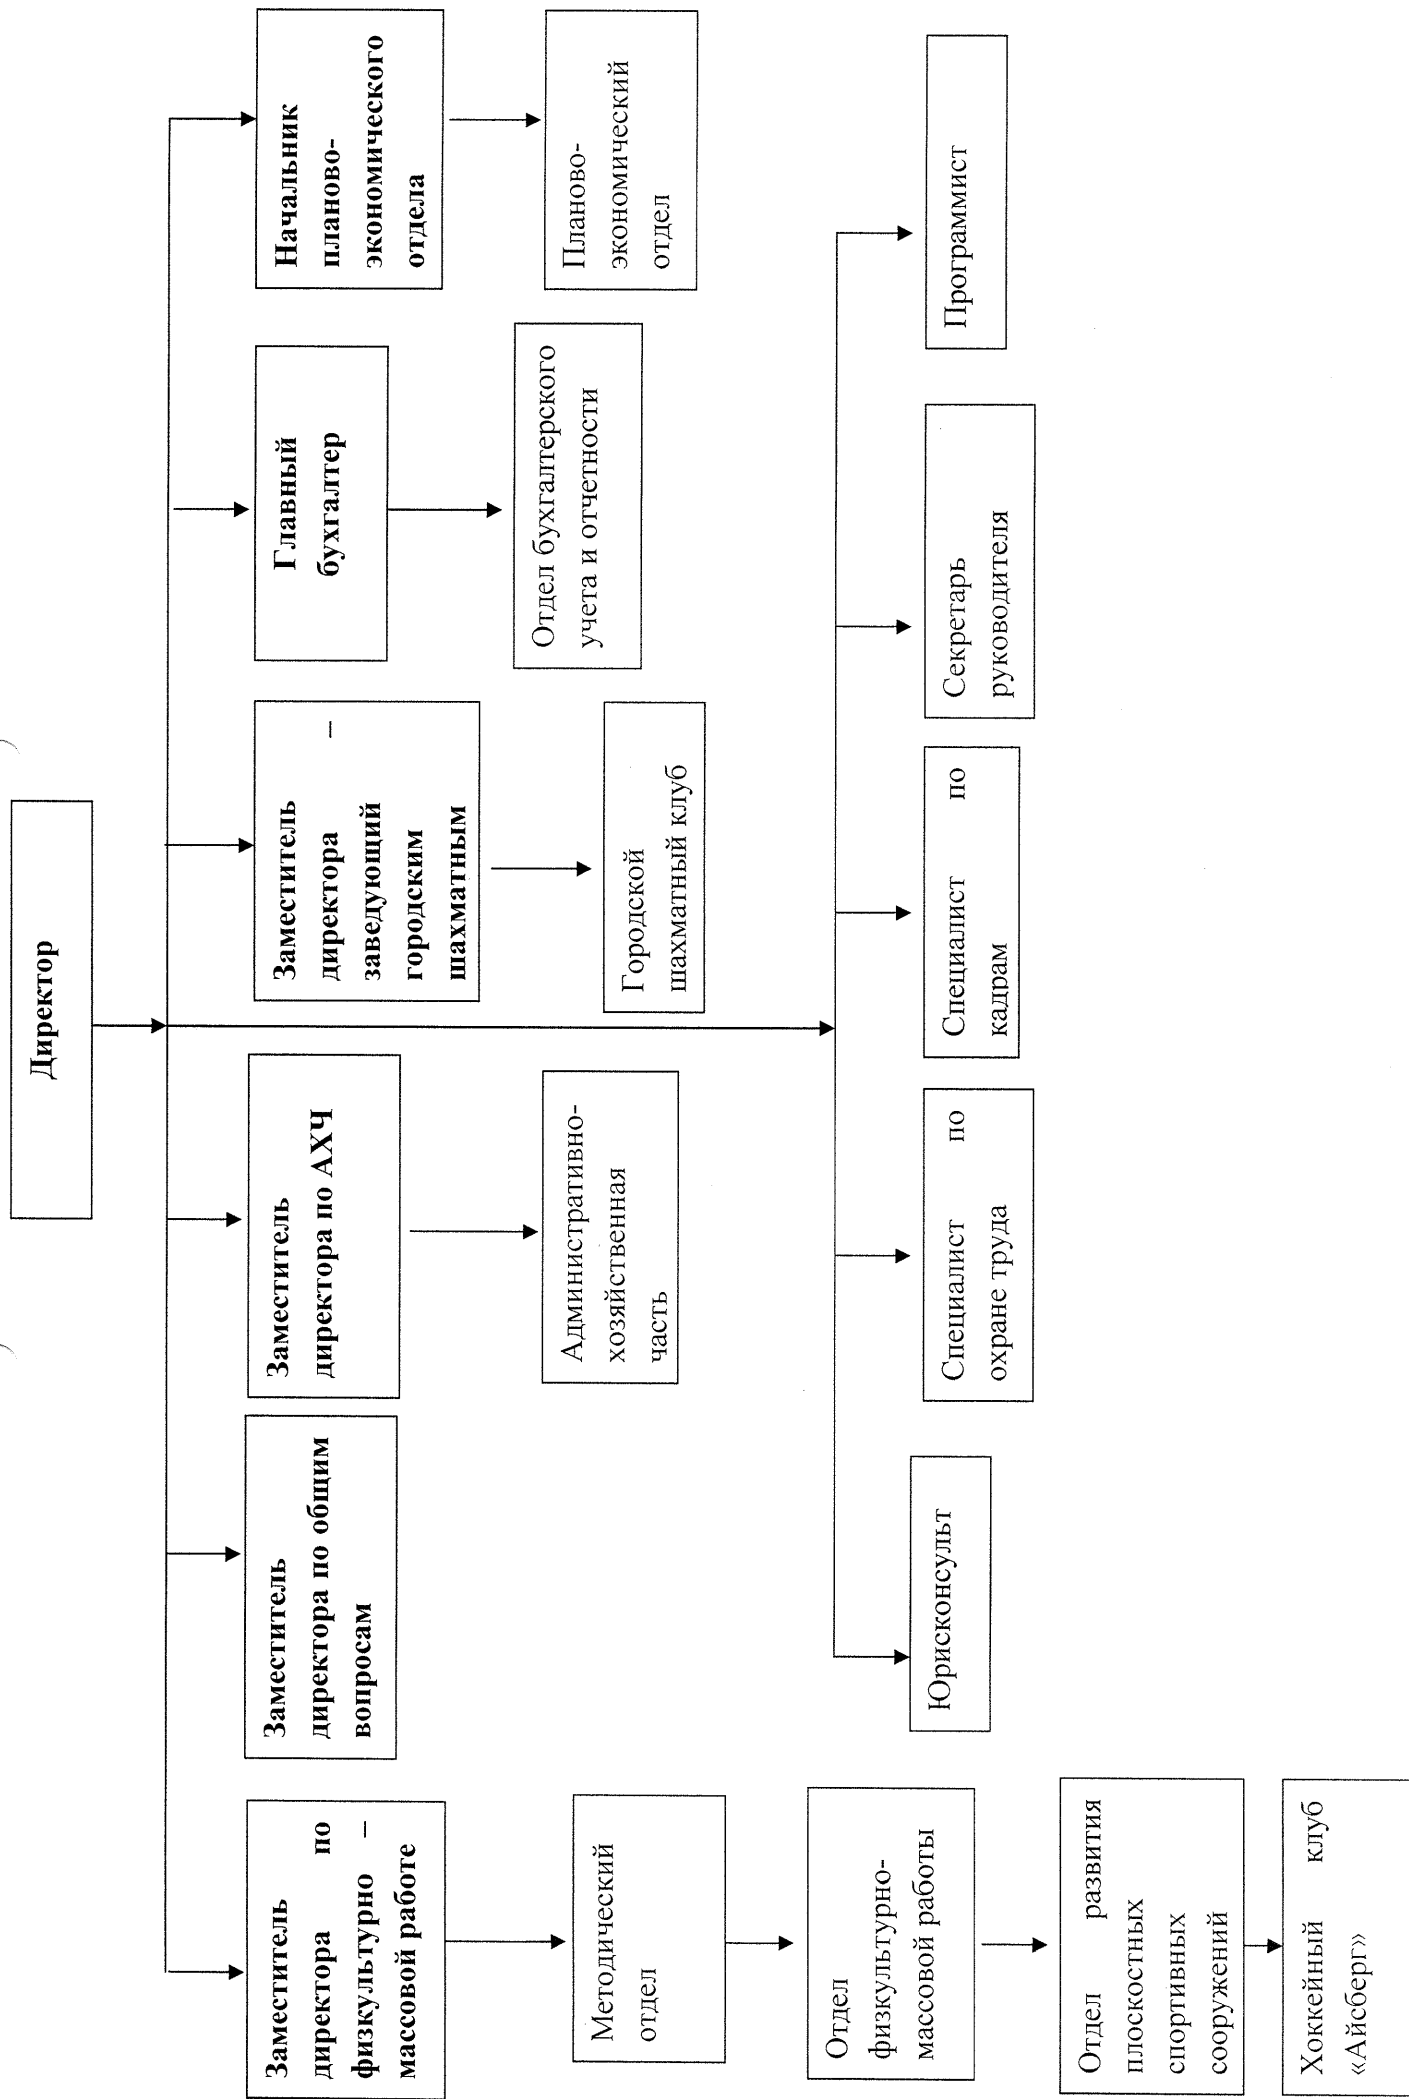 Директор
Заместитель
директора по
физкультурно –
массовой работе
Заместитель
директора по общим
вопросам
Заместитель
директора по АХЧ
Заместитель
директора –
заведующий
городским
шахматным
Главный
бухгалтер
Начальник
планово-
экономического
отдела
Методический
отдел
Административно-
хозяйственная
часть
Городской
шахматный клуб
Отдел бухгалтерского
учета и отчетности
Планово-
экономический
отдел
Отдел
физкультурно-
массовой работы
Отдел развития
плоскостных
спортивных
сооружений
Хоккейный клуб
«Айсберг»
Юрисконсульт
Специалист по
охране труда
Специалист по
кадрам
Секретарь
руководителя
Программист